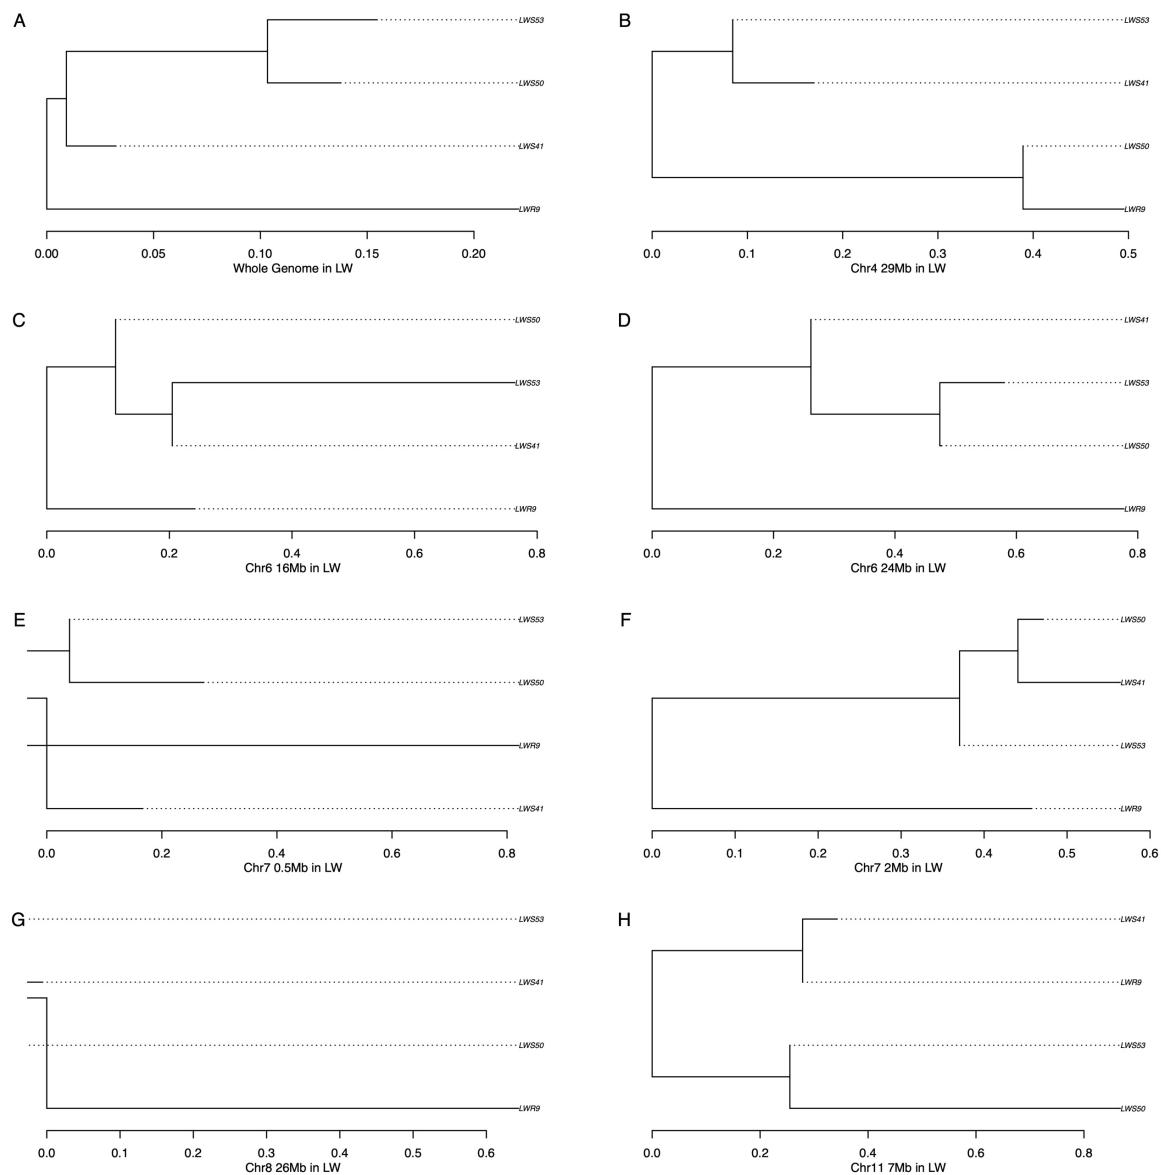 A
LWS53
LWS50
LWS41
LWR9
0.00 0.05 0.10 0.15 0.20
Whole Genome in LW
B
LWS53
LWS41
LWS50
LWR9
0.0 0.1 0.2 0.3 0.4 0.5
Chr4 29Mb in LW
C
LWS50
LWS53
LWS41
LWR9
0.0 0.2 0.4 0.6 0.8
Chr6 16Mb in LW
D
LWS41
LWS53
LWS50
LWR9
0.0 0.2 0.4 0.6 0.8
Chr6 24Mb in LW
E
LWS53
LWS50
LWR9
LWS41
0.0 0.2 0.4 0.6 0.8
Chr7 0.5Mb in LW
F
LWS50
LWS41
LWS53
LWR9
0.0 0.1 0.2 0.3 0.4 0.5 0.6
Chr7 2Mb in LW
G
LWS53
LWS41
LWS50
LWR9
0.0 0.1 0.2 0.3 0.4 0.5 0.6
Chr8 26Mb in LW
H
LWS41
LWR9
LWS53
LWS50
0.0 0.2 0.4 0.6 0.8
Chr11 7Mb in LW